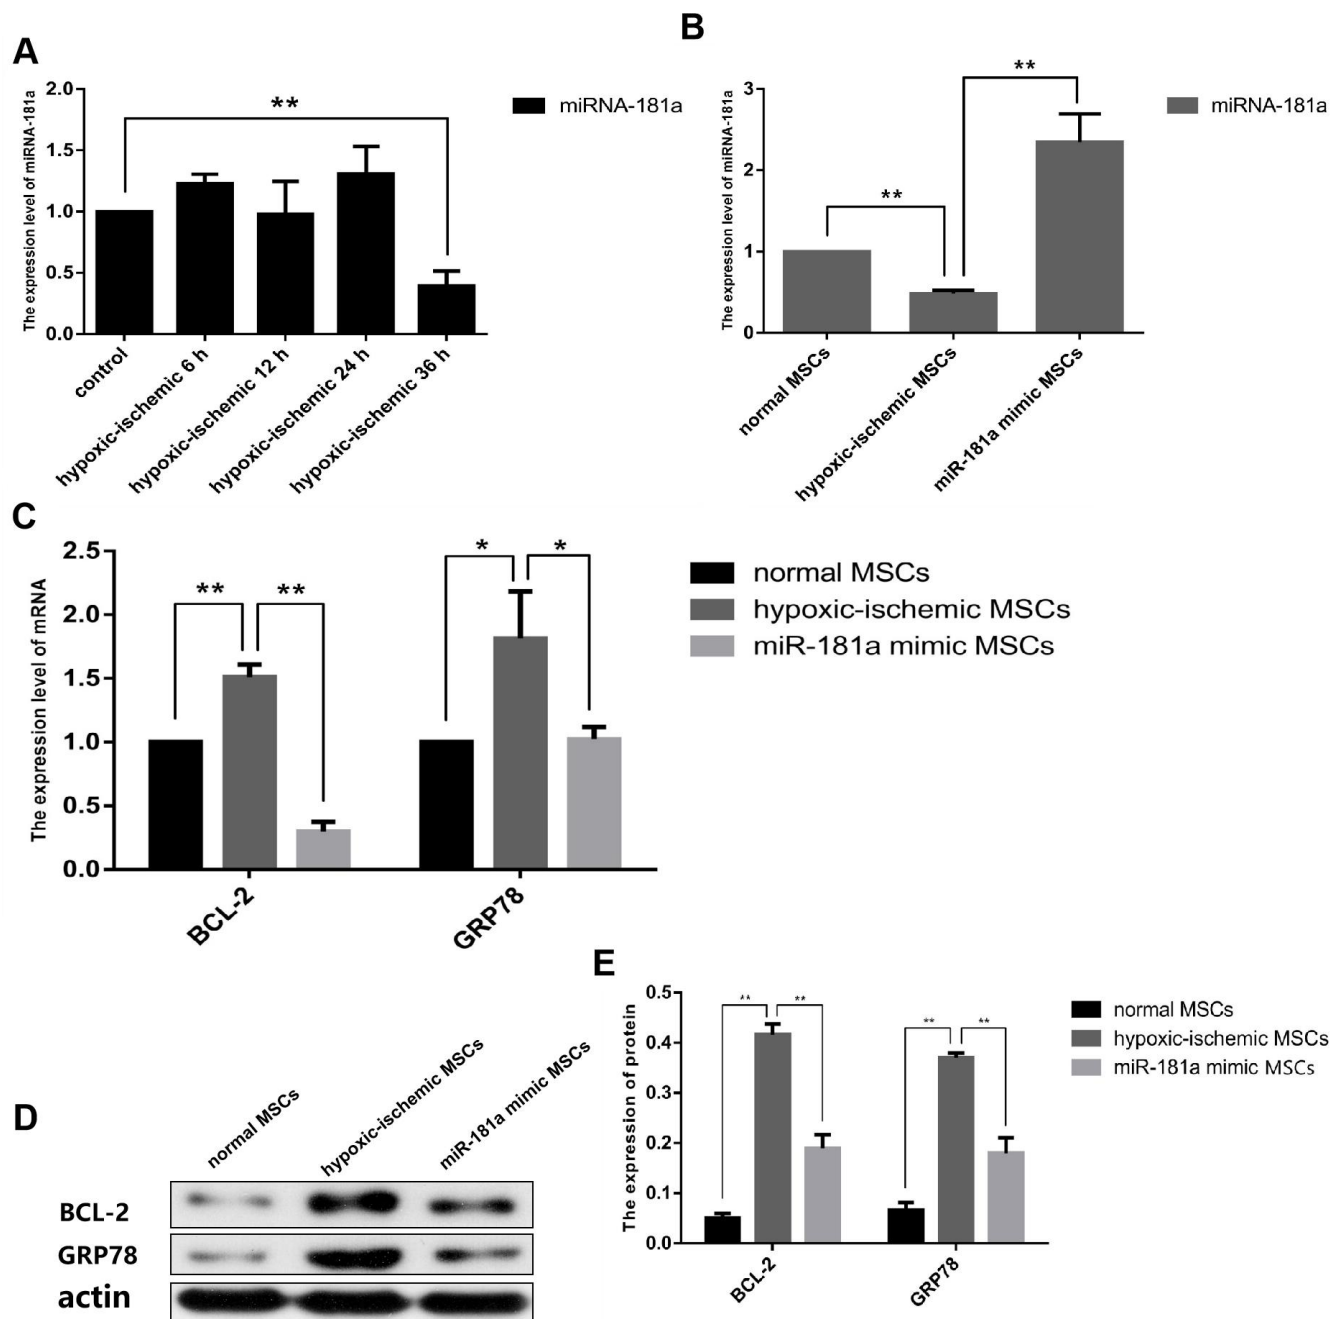 A
B
2.0
1.5
1.0
0.5
0.0
The expression level of miRNA-181a
**
miRNA-181a
control
hypoxic-ischemic 6 h
hypoxic-ischemic 12 h
hypoxic-ischemic 24 h
hypoxic-ischemic 36 h
3
2
1
0
The expression level of miRNA-181a
**
**
miRNA-181a
normal MSCs
hypoxic-ischemic MSCs
miR-181a mimic MSCs
C
2.5
2.0
1.5
1.0
0.5
0.0
The expression level of mRNA
**
**
*
*
normal MSCs
hypoxic-ischemic MSCs
miR-181a mimic MSCs
BCL-2
GRP78
D
normal MSCs
hypoxic-ischemic MSCs
miR-181a mimic MSCs
BCL-2
GRP78
actin
E
0.5
0.4
0.3
0.2
0.1
0.0
The expression of protein
**
**
**
**
normal MSCs
hypoxic-ischemic MSCs
miR-181a mimic MSCs
BCL-2
GRP78